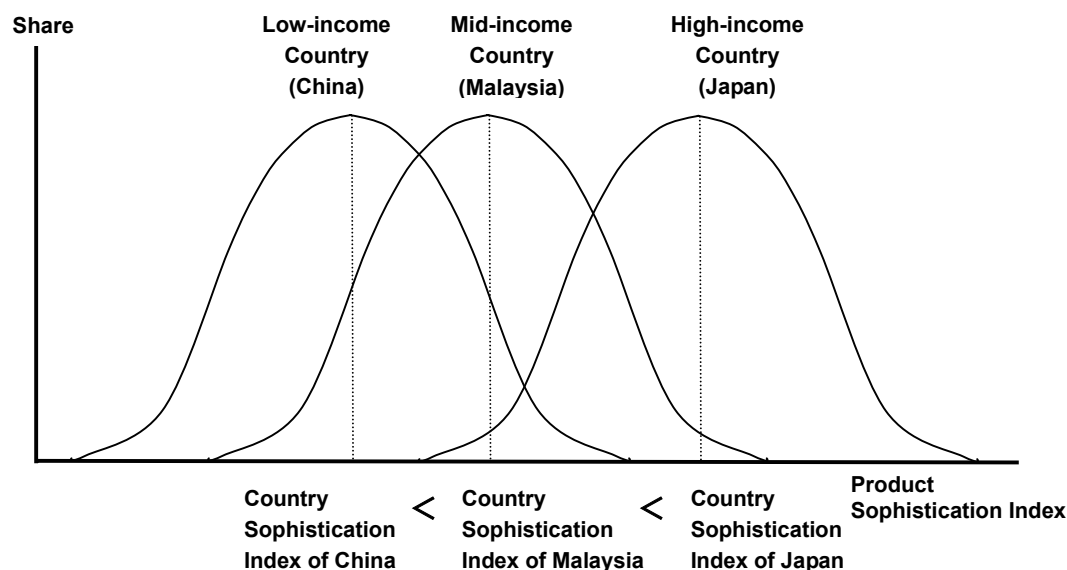 Share
Low-income
Country
(China)
Mid-income
Country
(Malaysia)
High-income
Country
(Japan)
Country
Sophistication
Index of China
<
Country
Sophistication
Index of Malaysia
<
Country
Sophistication
Index of Japan
Product
Sophistication Index